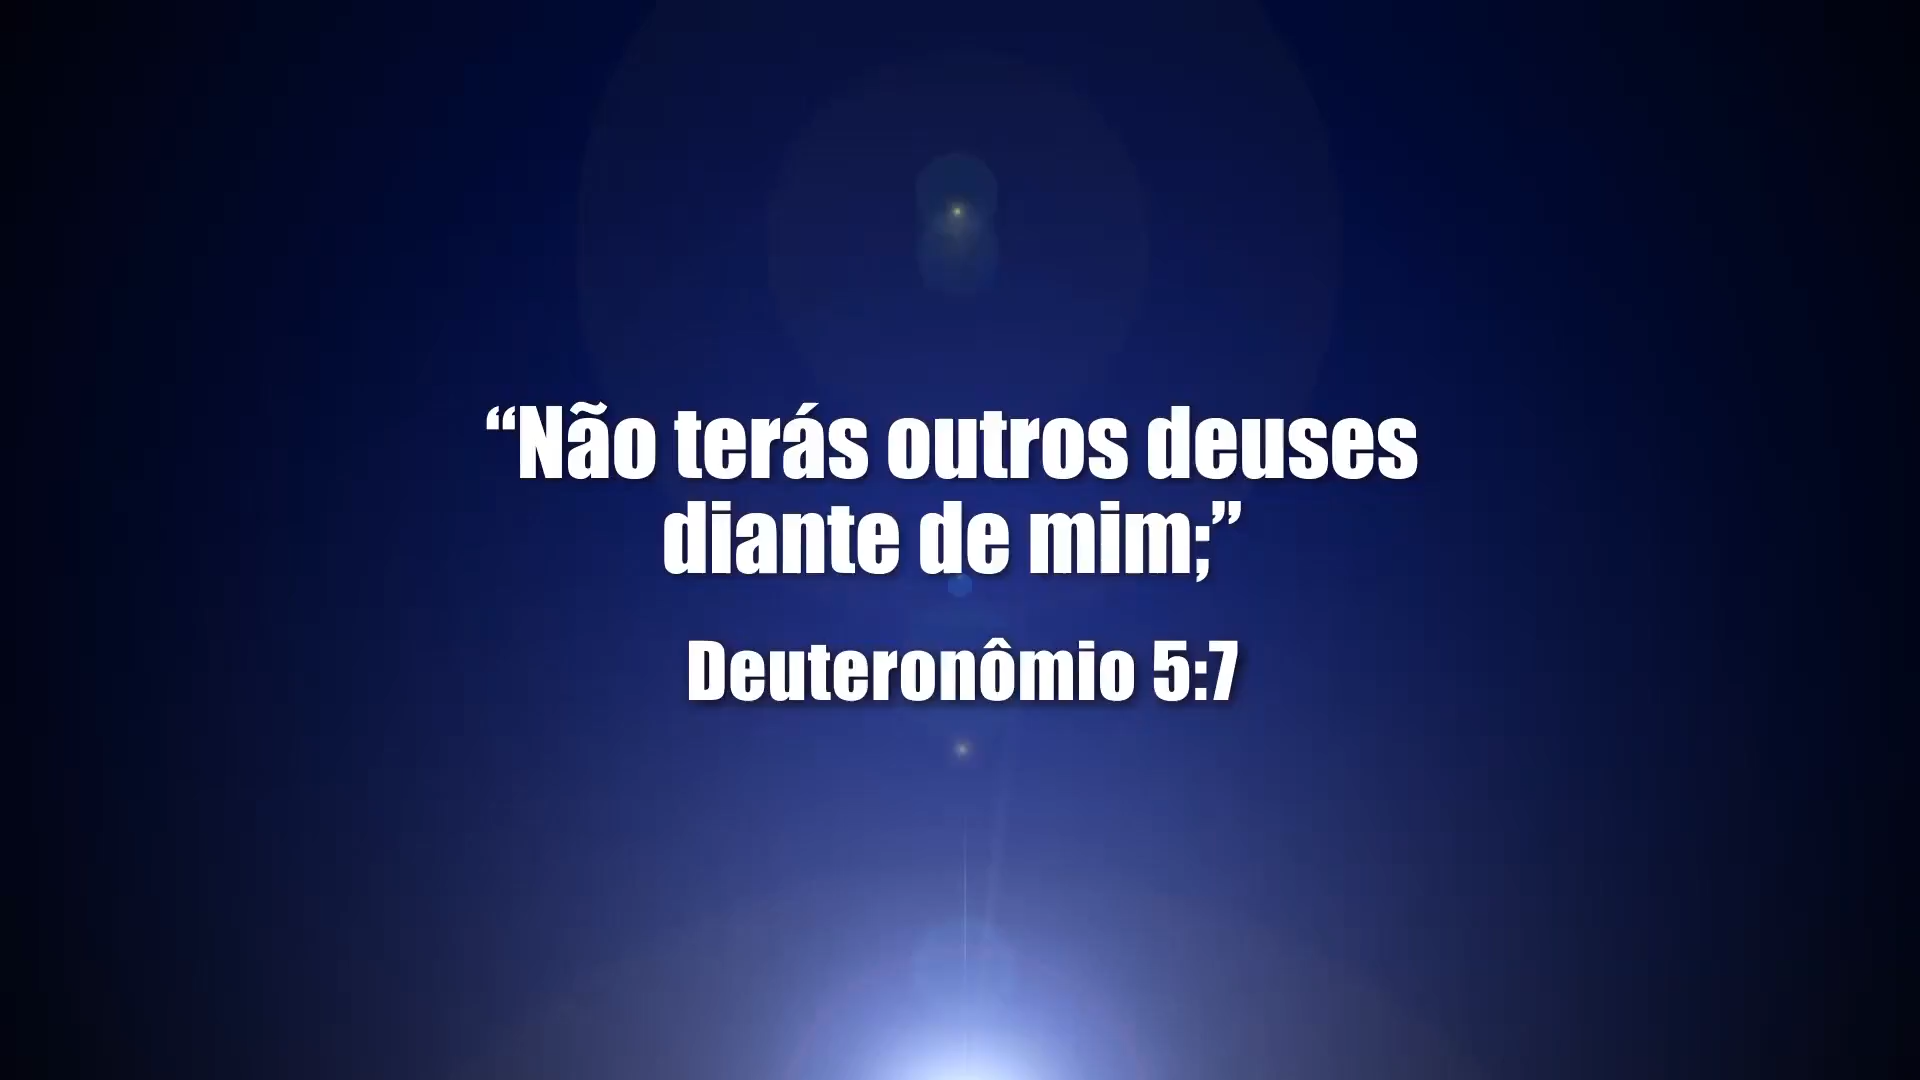 “Não terás outros deuses
diante de mim;”
Deuteronômio 5:7